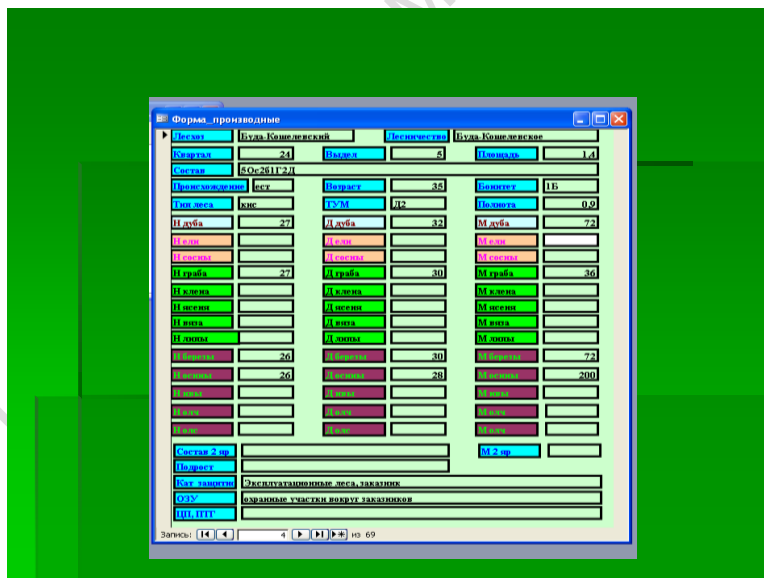 Форма_производные
Лесхоз Буда-Кошелевский Лесничество Буда-Кошелевское
Квартал 24 Выдел 5 Площадь 1,4
Состав 5Ос2б1Г2Д
Происхождение ест Возраст 35 Бонитет 1Б
Тип леса кис ТУМ Д2 Полнота 0,9
Н дуба 27 Д дуба 32 М дуба 72
Н ели Д ели М ели
Н сосны Д сосны М сосны
Н граба 27 Д граба 30 М граба 36
Н клена Д клена М клена
Н ясеня Д ясеня М ясеня
Н вяза Д вяза М вяза
Н липы Д липы М липы
Н березы 26 Д березы 30 М березы 72
Н осины 26 Д осины 28 М осины 200
Н ивы Д ивы М ивы
Н олч Д олч М олч
Н олс Д олс М олч
Состав 2 яр М 2 яр
Подрост
Кат защитн Эксплуатационные леса, заказник
ОЗУ охранные участки вокруг заказников
ЦП, ПТГ
Запись: 4 из 69